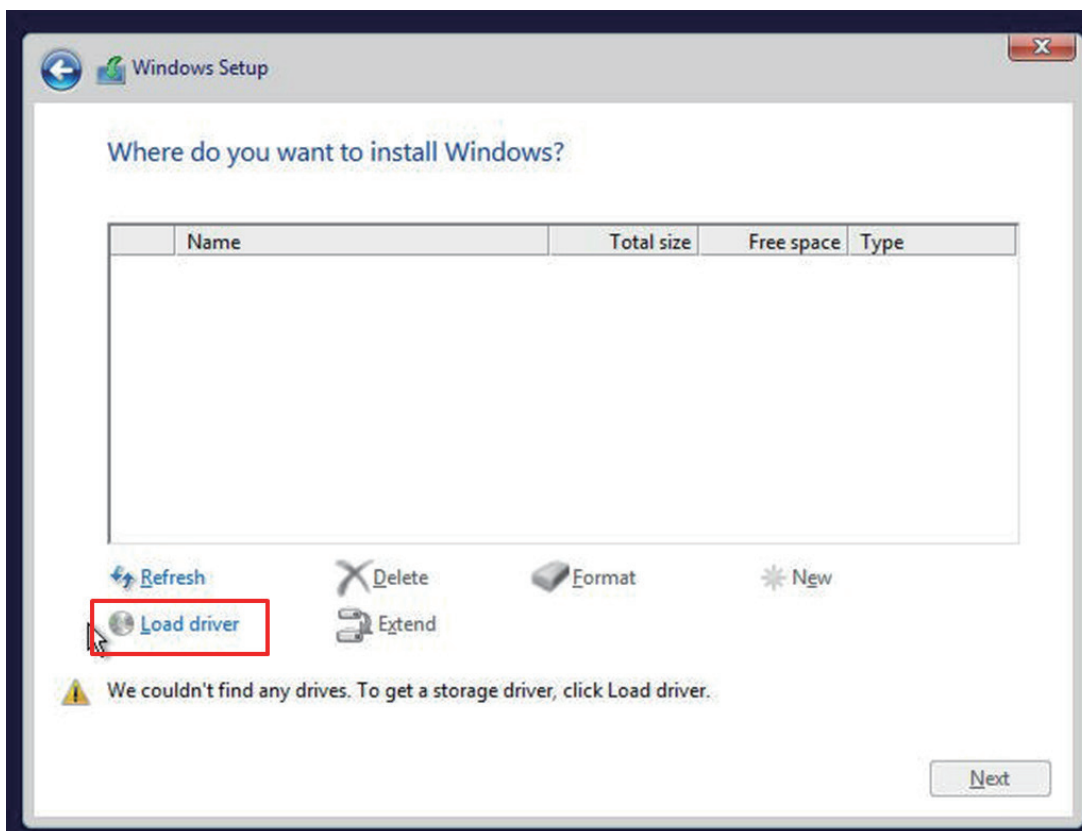 Windows Setup
Where do you want to install Windows?
Name Total size Free space Type
Refresh Delete Format New
Load driver Extend
We couldn't find any drives. To get a storage driver, click Load driver.
Next